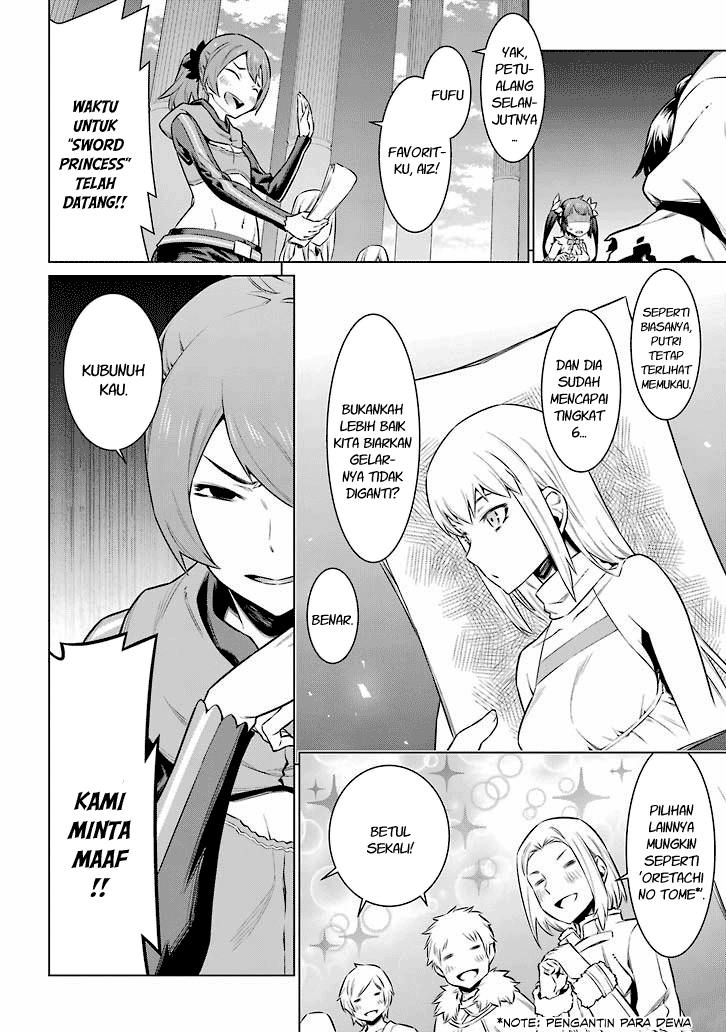 YAK,
PETU-
ALANG
SELAN-
JUTNYA
...
FUFU
FAVORIT-
KU, AIZ!
WAKTU
UNTUK
"SWORD
PRINCESS"
TELAH
DATANG!!
SEPERTI
BIASANYA,
PUTRI
TETAP
TERLIHAT
MEMUKAU.
DAN DIA
SUDAH
MENCAPAI
TINGKAT
6...
BUKANKAH
LEBIH BAIK
KITA BIARKAN
GELAR-
NYA TIDAK
DIGANTI?
BENAR.
PILIHAN
LAINNYA
MUNGKIN
SEPERTI
'ORETACHI
NO TOME*'.
BETUL
SEKALI!
*NOTE: PENGANTIN PARA DEWA
KUBUNUH
KAU.
KAMI
MINTA
MAAF
!!